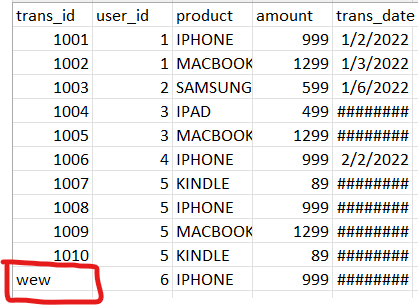 trans_id user_id product amount trans_date
1001 1 IPHONE 999 1/2/2022
1002 1 MACBOOK 1299 1/3/2022
1003 2 SAMSUNG 599 1/6/2022
1004 3 IPAD 499 ########
1005 3 MACBOOK 1299 ########
1006 4 IPHONE 999 2/2/2022
1007 5 KINDLE 89 ########
1008 5 IPHONE 999 ########
1009 5 MACBOOK 1299 ########
1010 5 KINDLE 89 ########
wew 6 IPHONE 999 ########